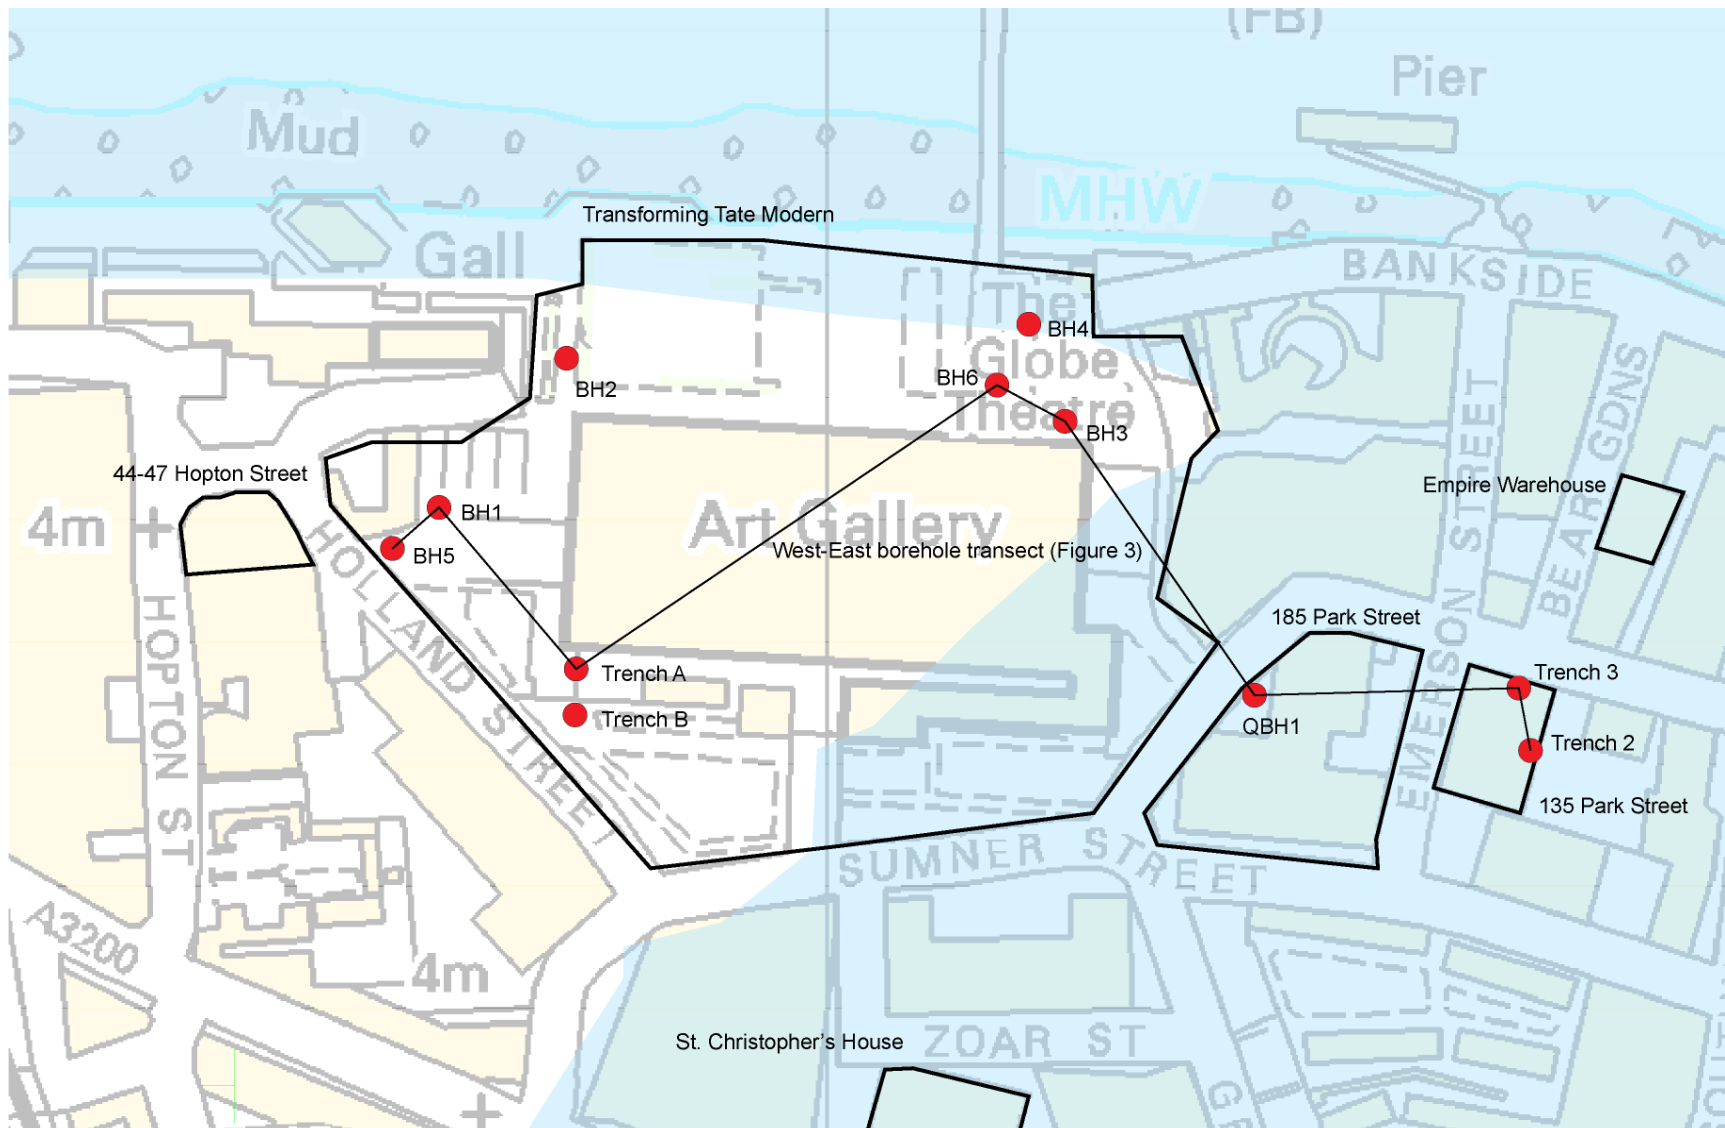 (FB)
Pier
Mud
MHW
Transforming Tate Modern
Gall
BANKSIDE
The
BH4
Globe
BH2
BH6
Theatre
BH3
44-47 Hopton Street
4m
BH1
Art Gallery
Empire Warehouse
EMERSON STREET
BEAR GDNS
West-East borehole transect (Figure 3)
BH5
HOLLAND STREET
HOPTON ST
185 Park Street
Trench A
Trench 3
Trench B
QBH1
Trench 2
135 Park Street
SUMNER STREET
A3200
4m
St. Christopher's House
ZOAR ST